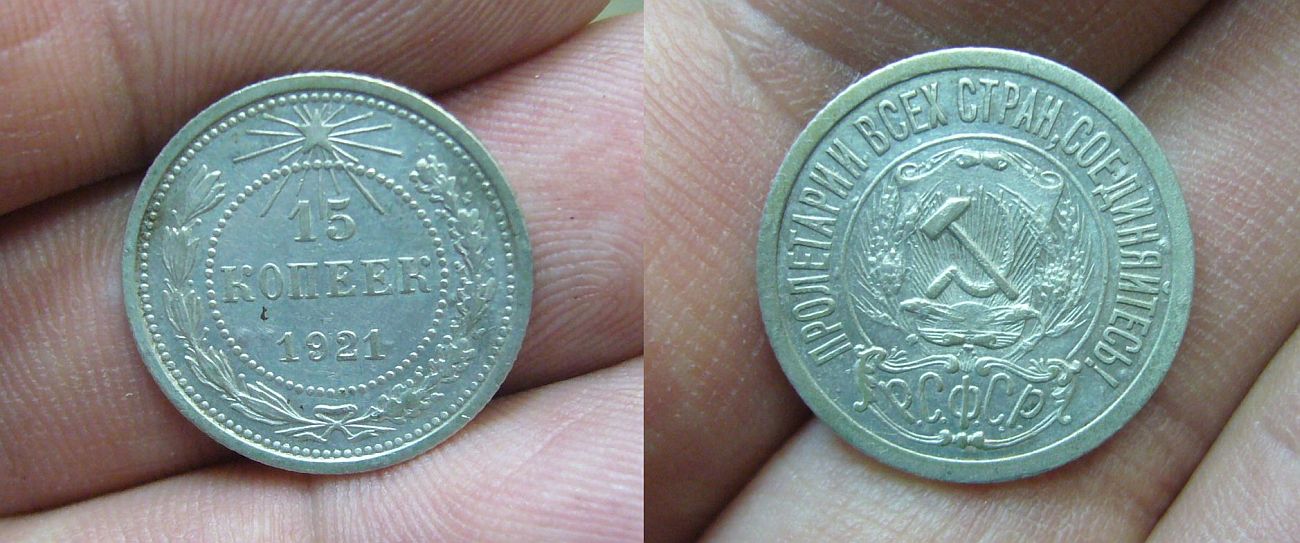 15
КОПЕЕК
1921
ПРОЛЕТАРИИ ВСЕХ СТРАН, СОЕДИНЯЙТЕСЬ!
Р.С.Ф.С.Р.